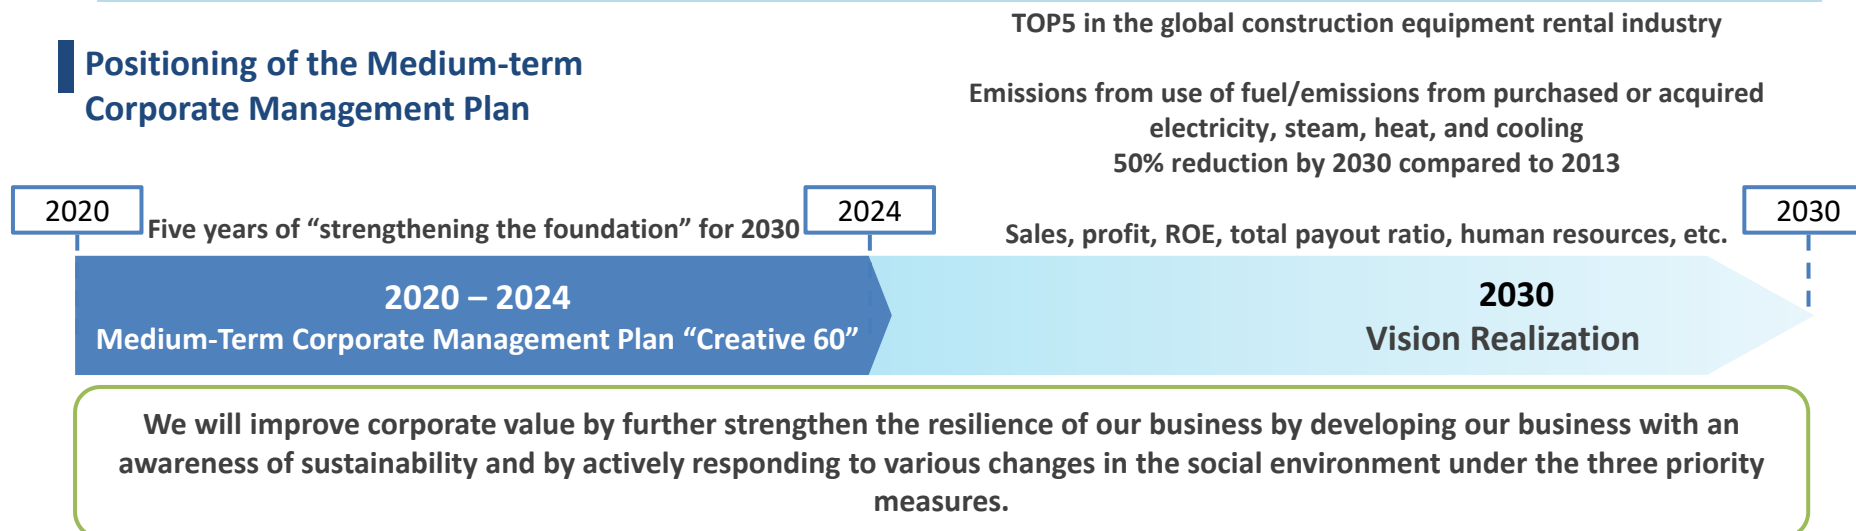 TOP5 in the global construction equipment rental industry
Positioning of the Medium-term
Corporate Management Plan
Emissions from use of fuel/emissions from purchased or acquired
electricity, steam, heat, and cooling
50% reduction by 2030 compared to 2013
2020
Five years of “strengthening the foundation” for 2030
2024
Sales, profit, ROE, total payout ratio, human resources, etc.
2030
2020 – 2024
Medium-Term Corporate Management Plan “Creative 60”
2030
Vision Realization
We will improve corporate value by further strengthen the resilience of our business by developing our business with an
awareness of sustainability and by actively responding to various changes in the social environment under the three priority
measures.